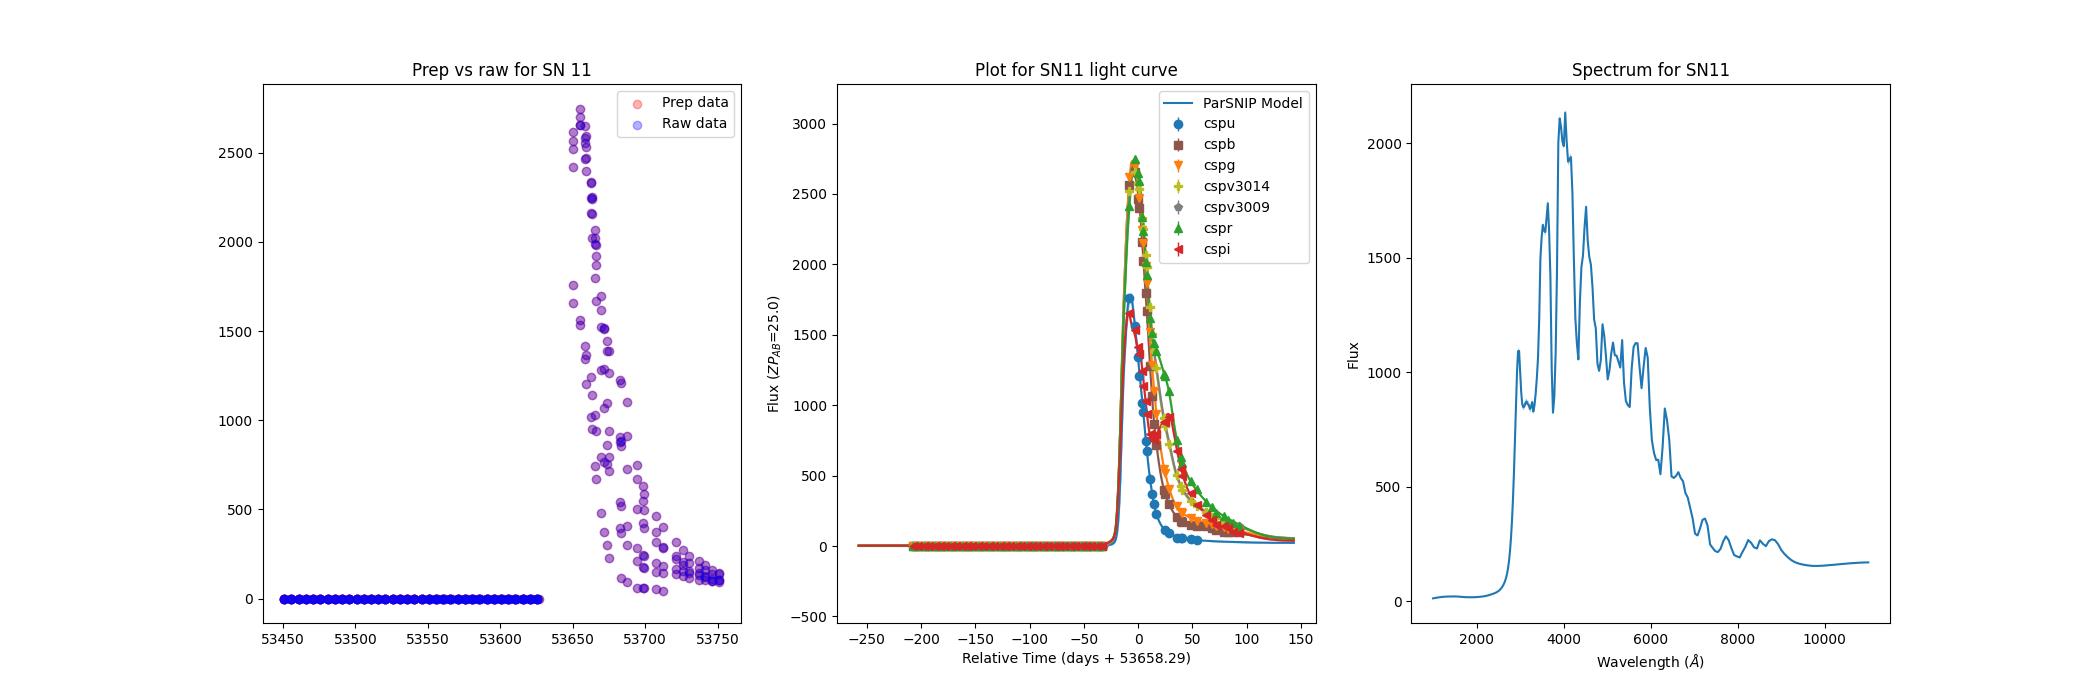 Prep vs raw for SN 11
Prep data
Raw data
2500
2000
1500
1000
500
0
53450 53500 53550 53600 53650 53700 53750
Plot for SN11 light curve
ParSNIP Model
cspu
cspb
cspg
cspv3014
cspv3009
cspr
cspi
3000
2500
2000
1500
1000
500
0
−500
Flux (ZP_AB=25.0)
−250 −200 −150 −100 −50 0 50 100 150
Relative Time (days + 53658.29)
Spectrum for SN11
2000
1500
1000
500
0
Flux
2000 4000 6000 8000 10000
Wavelength (Å)